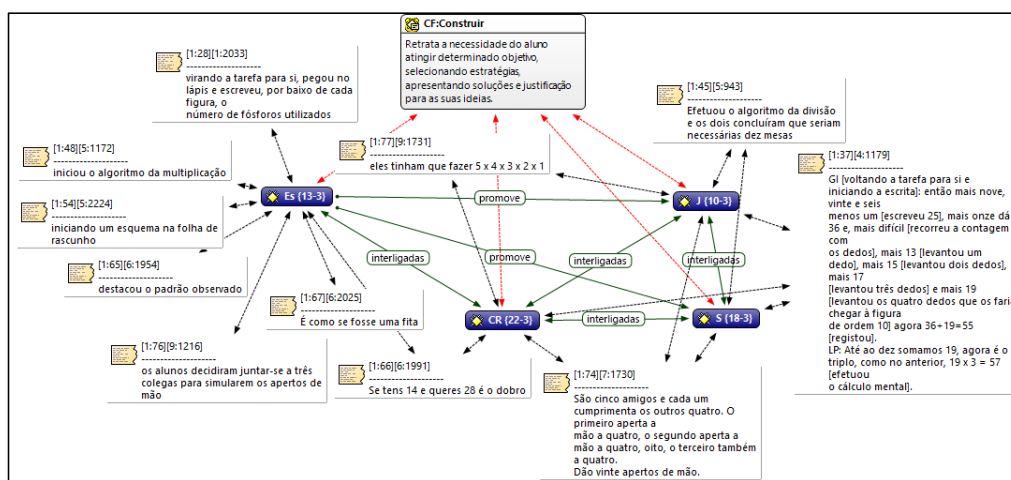 CF:Construir
Retrata a necessidade do aluno
atingir determinado objetivo,
selecionando estratégias,
apresentando soluções e justificação
para as suas ideias.
[1:28][1:2033]
--------------------
virando a tarefa para si, pegou no
lápis e escreveu, por baixo de cada
figura, o
número de fósforos utilizados
[1:45][5:943]
--------------------
Efetuou o algoritmo da divisão
e os dois concluíram que seriam
necessárias dez mesas
[1:48][5:1172]
--------------------
iniciou o algoritmo da multiplicação
[1:77][9:1731]
--------------------
eles tinham que fazer 5 x 4 x 3 x 2 x 1
[1:37][4:1179]
--------------------
GI [voltando a tarefa para si e
iniciando a escrita]: então mais nove,
vinte e seis
menos um [escreveu 25], mais onze dá
36 e, mais difícil [recorreu a contagem
com
os dedos], mais 13 [levantou um
dedo], mais 15 [levantou dois dedos],
mais 17
[levantou três dedos] e mais 19
[levantou os quatro dedos que os faria
chegar à figura
de ordem 10] agora 36+19=55
[registou].
LP: Até ao dez somamos 19, agora é o
triplo, como no anterior, 19 x 3 = 57
[efetuou
o cálculo mental].
[1:54][5:2224]
--------------------
iniciando um esquema na folha de
rascunho
Es {13-3}
promove
J {10-3}
[1:65][6:1954]
--------------------
destacou o padrão observado
interligadas
promove
interligadas
interligadas
[1:67][6:2025]
--------------------
É como se fosse uma fita
CR {22-3}
interligadas
S {18-3}
[1:76][9:1216]
--------------------
os alunos decidiram juntar-se a três
colegas para simularem os apertos de
mão
[1:66][6:1991]
--------------------
Se tens 14 e queres 28 é o dobro
[1:74][7:1730]
--------------------
São cinco amigos e cada um
cumprimenta os outros quatro. O
primeiro aperta a
mão a quatro, o segundo aperta a
mão a quatro, oito, o terceiro também
a quatro.
Dão vinte apertos de mão.